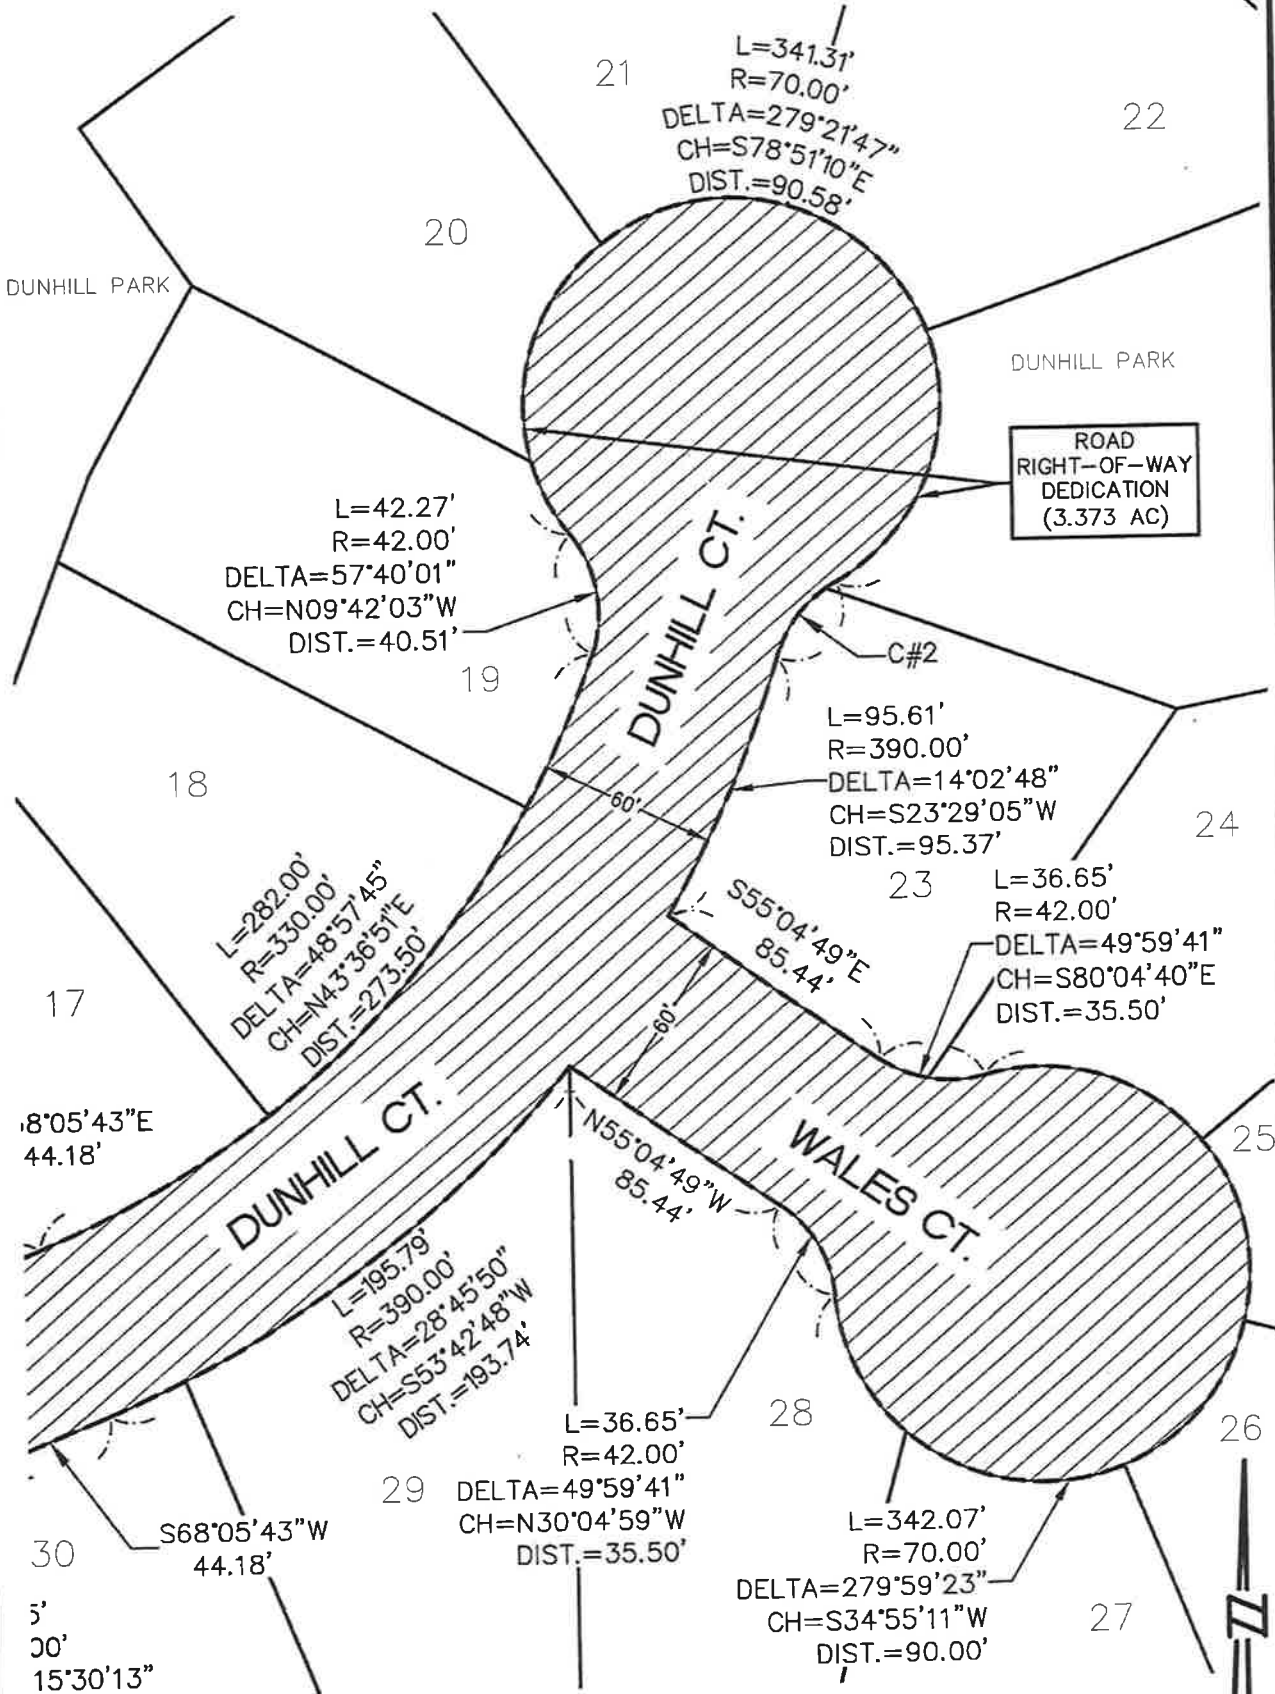 21
L=341.31'
R=70.00'
DELTA=279°21'47"
CH=S78°51'10"E
DIST.=90.58'
22
20
DUNHILL PARK
DUNHILL PARK
ROAD
RIGHT-OF-WAY
DEDICATION
(3.373 AC)
L=42.27'
R=42.00'
DELTA=57°40'01"
CH=N09°42'03"W
DIST.=40.51'
DUNHILL CT.
C#2
19
L=95.61'
R=390.00'
DELTA=14°02'48"
CH=S23°29'05"W
DIST.=95.37'
18
60'
24
23
L=282.00'
R=330.00'
DELTA=48°57'45"
CH=N43°36'51"E
DIST.=273.50'
S55°04'49"E
85.44'
L=36.65'
R=42.00'
DELTA=49°59'41"
CH=S80°04'40"E
DIST.=35.50'
17
60'
8°05'43"E
44.18'
DUNHILL CT.
N55°04'49"W
85.44'
WALES CT.
25
L=195.79'
R=390.00'
DELTA=28°45'50"
CH=S53°42'48"W
DIST.=193.74'
28
26
L=36.65'
R=42.00'
DELTA=49°59'41"
CH=N30°04'59"W
DIST.=35.50'
29
S68°05'43"W
44.18'
30
L=342.07'
R=70.00'
DELTA=279°59'23"
CH=S34°55'11"W
DIST.=90.00'
27
5'
00'
15°30'13"